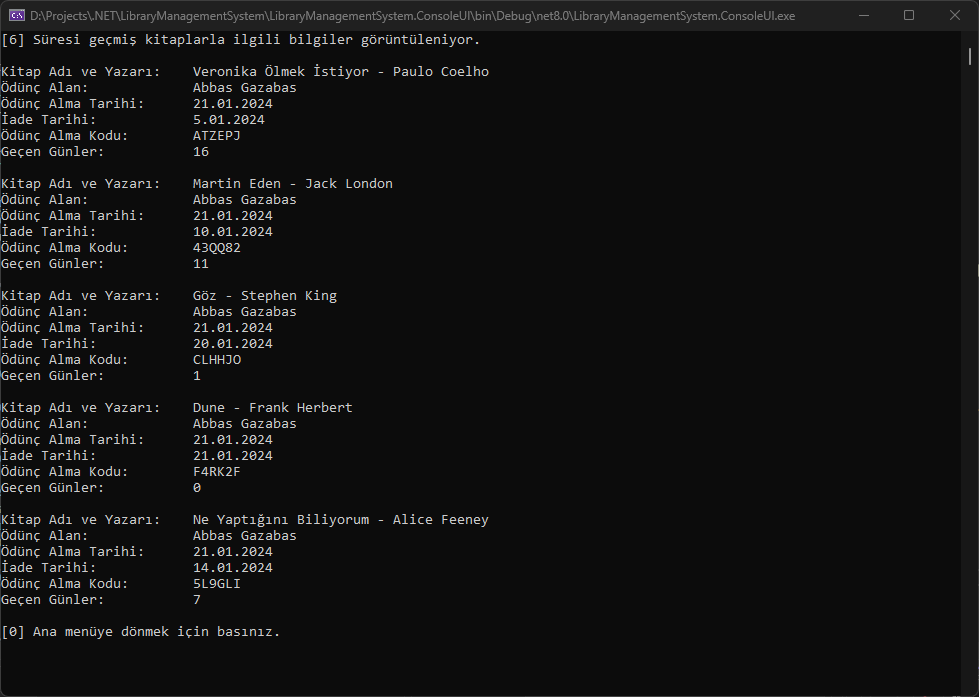 D:\Projects\.NET\LibraryManagementSystem\LibraryManagementSystem.ConsoleUI\bin\Debug\net8.0\LibraryManagementSystem.ConsoleUI.exe
[6] Süresi geçmiş kitaplarla ilgili bilgiler görüntüleniyor.
Kitap Adı ve Yazarı: Veronika Ölmek İstiyor - Paulo Coelho
Ödünç Alan: Abbas Gazabas
Ödünç Alma Tarihi: 21.01.2024
İade Tarihi: 5.01.2024
Ödünç Alma Kodu: ATZEPJ
Geçen Günler: 16
Kitap Adı ve Yazarı: Martin Eden - Jack London
Ödünç Alan: Abbas Gazabas
Ödünç Alma Tarihi: 21.01.2024
İade Tarihi: 10.01.2024
Ödünç Alma Kodu: 43QQ82
Geçen Günler: 11
Kitap Adı ve Yazarı: Göz - Stephen King
Ödünç Alan: Abbas Gazabas
Ödünç Alma Tarihi: 21.01.2024
İade Tarihi: 20.01.2024
Ödünç Alma Kodu: CLHHJO
Geçen Günler: 1
Kitap Adı ve Yazarı: Dune - Frank Herbert
Ödünç Alan: Abbas Gazabas
Ödünç Alma Tarihi: 21.01.2024
İade Tarihi: 21.01.2024
Ödünç Alma Kodu: F4RK2F
Geçen Günler: 0
Kitap Adı ve Yazarı: Ne Yaptığını Biliyorum - Alice Feeney
Ödünç Alan: Abbas Gazabas
Ödünç Alma Tarihi: 21.01.2024
İade Tarihi: 14.01.2024
Ödünç Alma Kodu: 5L9GLI
Geçen Günler: 7
[0] Ana menüye dönmek için basınız.